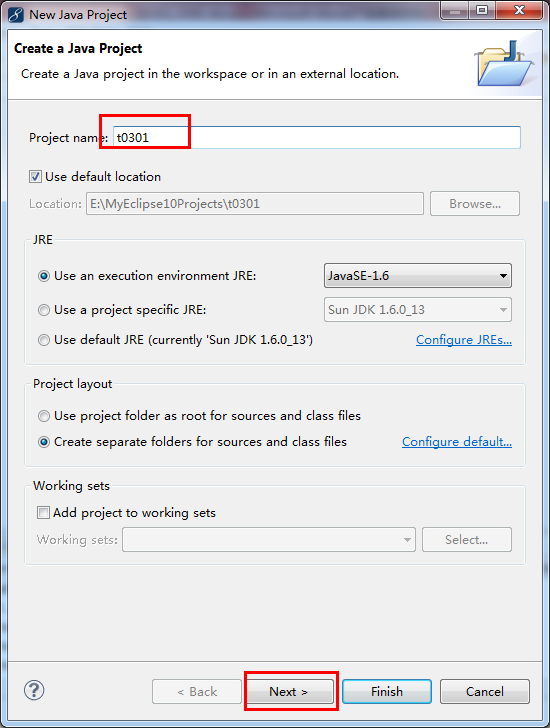 New Java Project
Create a Java Project
Create a Java project in the workspace or in an external location.
Project name: t0301
Use default location
Location: E:\MyEclipse10Projects\t0301 Browse...
JRE
Use an execution environment JRE: JavaSE-1.6
Use a project specific JRE: Sun JDK 1.6.0_13
Use default JRE (currently 'Sun JDK 1.6.0_13') Configure JREs...
Project layout
Use project folder as root for sources and class files
Create separate folders for sources and class files Configure default...
Working sets
Add project to working sets
Working sets: Select...
? < Back Next > Finish Cancel